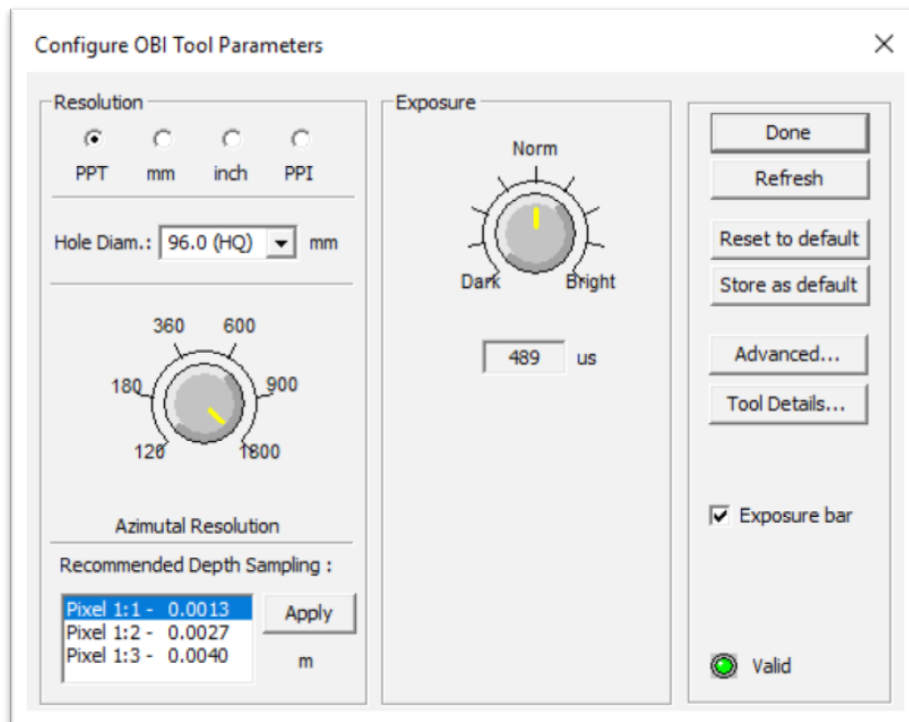 Configure OBI Tool Parameters
Resolution
PPT mm inch PPI
Hole Diam.: 96.0 (HQ) mm
360 600
180 900
120 1800
Azimutal Resolution
Recommended Depth Sampling :
Pixel 1:1 - 0.0013
Pixel 1:2 - 0.0027
Pixel 1:3 - 0.0040
Apply
m
Exposure
Norm
Dark Bright
489 us
Done
Refresh
Reset to default
Store as default
Advanced...
Tool Details...
Exposure bar
Valid